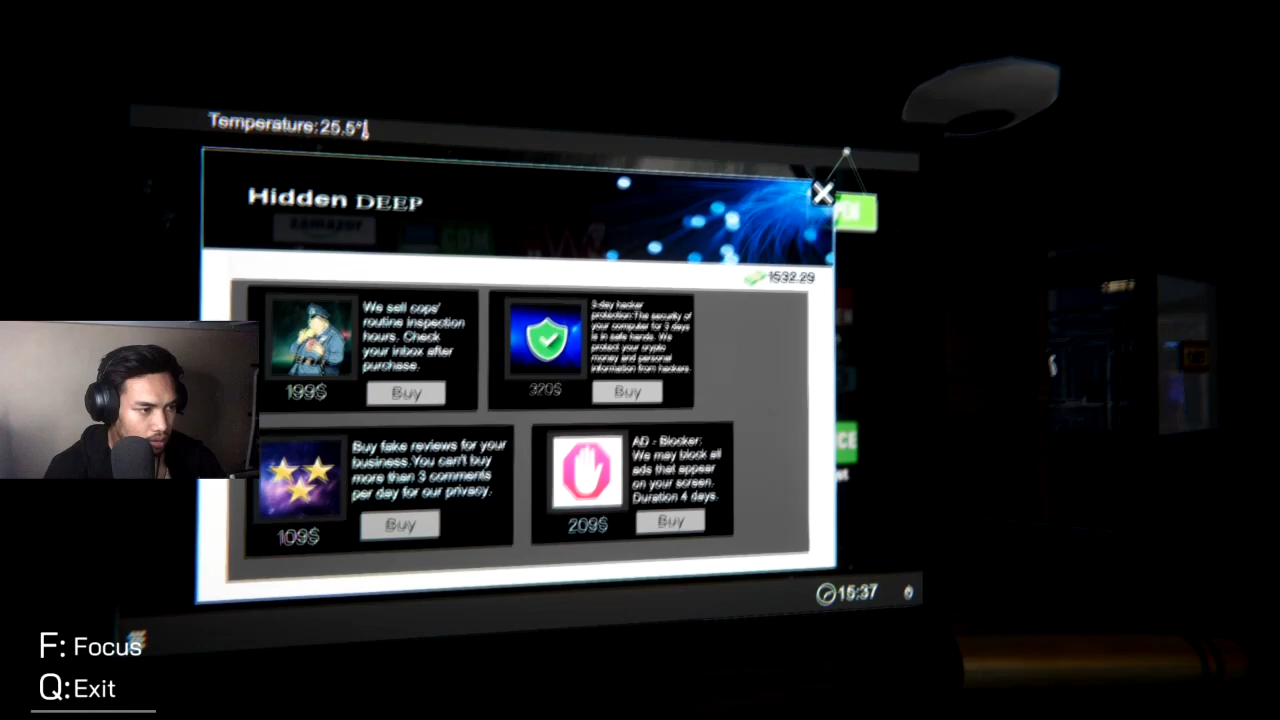 Temperature: 25.5°
Hidden DEEP
zamazor
1532.29
We sell cops'
routine inspection
hours. Check
your inbox after
purchase.
199$
Buy
3-day hacker
protection:The security of
your computer for 3 days
is in safe hands. We
protect your crypto
money and personal
information from hackers.
320$
Buy
Buy fake reviews for your
business.You can't buy
more than 3 comments
per day for our privacy.
109$
Buy
AD - Blocker:
We may block all
ads that appear
on your screen.
Duration 4 days.
209$
Buy
15:37
F: Focus
Q: Exit